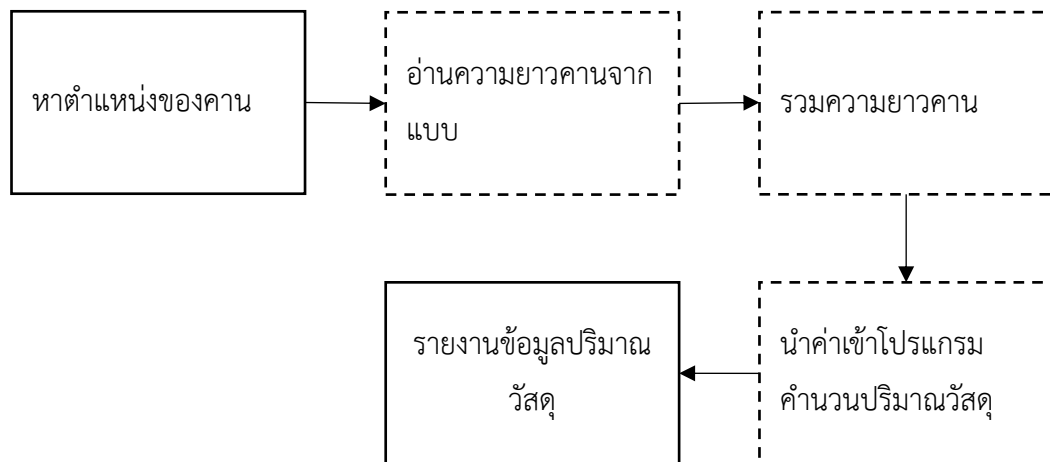 หาตำแหน่งของคาน
อ่านความยาวคานจาก
แบบ
รวมความยาวคาน
นำค่าเข้าโปรแกรม
คำนวนปริมาณวัสดุ
รายงานข้อมูลปริมาณ
วัสดุ